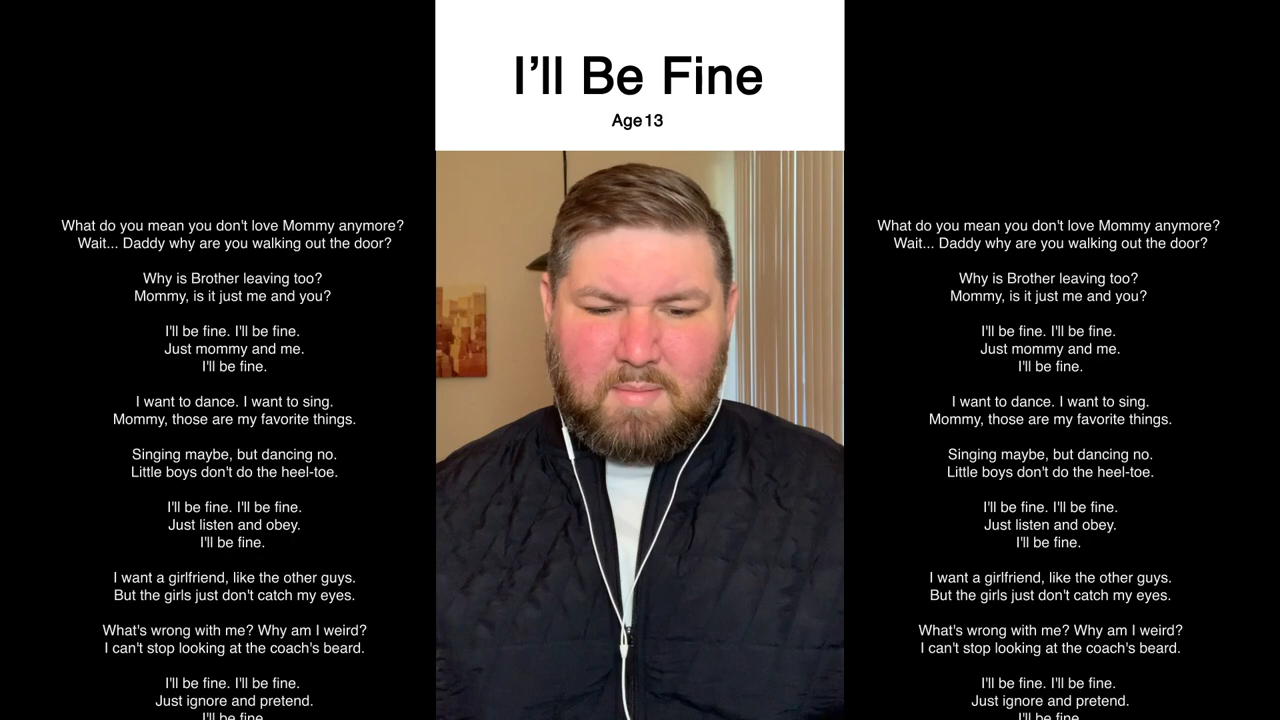 I'll Be Fine
Age 13
What do you mean you don't love Mommy anymore?
Wait... Daddy why are you walking out the door?
Why is Brother leaving too?
Mommy, is it just me and you?
I'll be fine. I'll be fine.
Just mommy and me.
I'll be fine.
I want to dance. I want to sing.
Mommy, those are my favorite things.
Singing maybe, but dancing no.
Little boys don't do the heel-toe.
I'll be fine. I'll be fine.
Just listen and obey.
I'll be fine.
I want a girlfriend, like the other guys.
But the girls just don't catch my eyes.
What's wrong with me? Why am I weird?
I can't stop looking at the coach's beard.
I'll be fine. I'll be fine.
Just ignore and pretend.
I'll be fine.
What do you mean you don't love Mommy anymore?
Wait... Daddy why are you walking out the door?
Why is Brother leaving too?
Mommy, is it just me and you?
I'll be fine. I'll be fine.
Just mommy and me.
I'll be fine.
I want to dance. I want to sing.
Mommy, those are my favorite things.
Singing maybe, but dancing no.
Little boys don't do the heel-toe.
I'll be fine. I'll be fine.
Just listen and obey.
I'll be fine.
I want a girlfriend, like the other guys.
But the girls just don't catch my eyes.
What's wrong with me? Why am I weird?
I can't stop looking at the coach's beard.
I'll be fine. I'll be fine.
Just ignore and pretend.
I'll be fine.